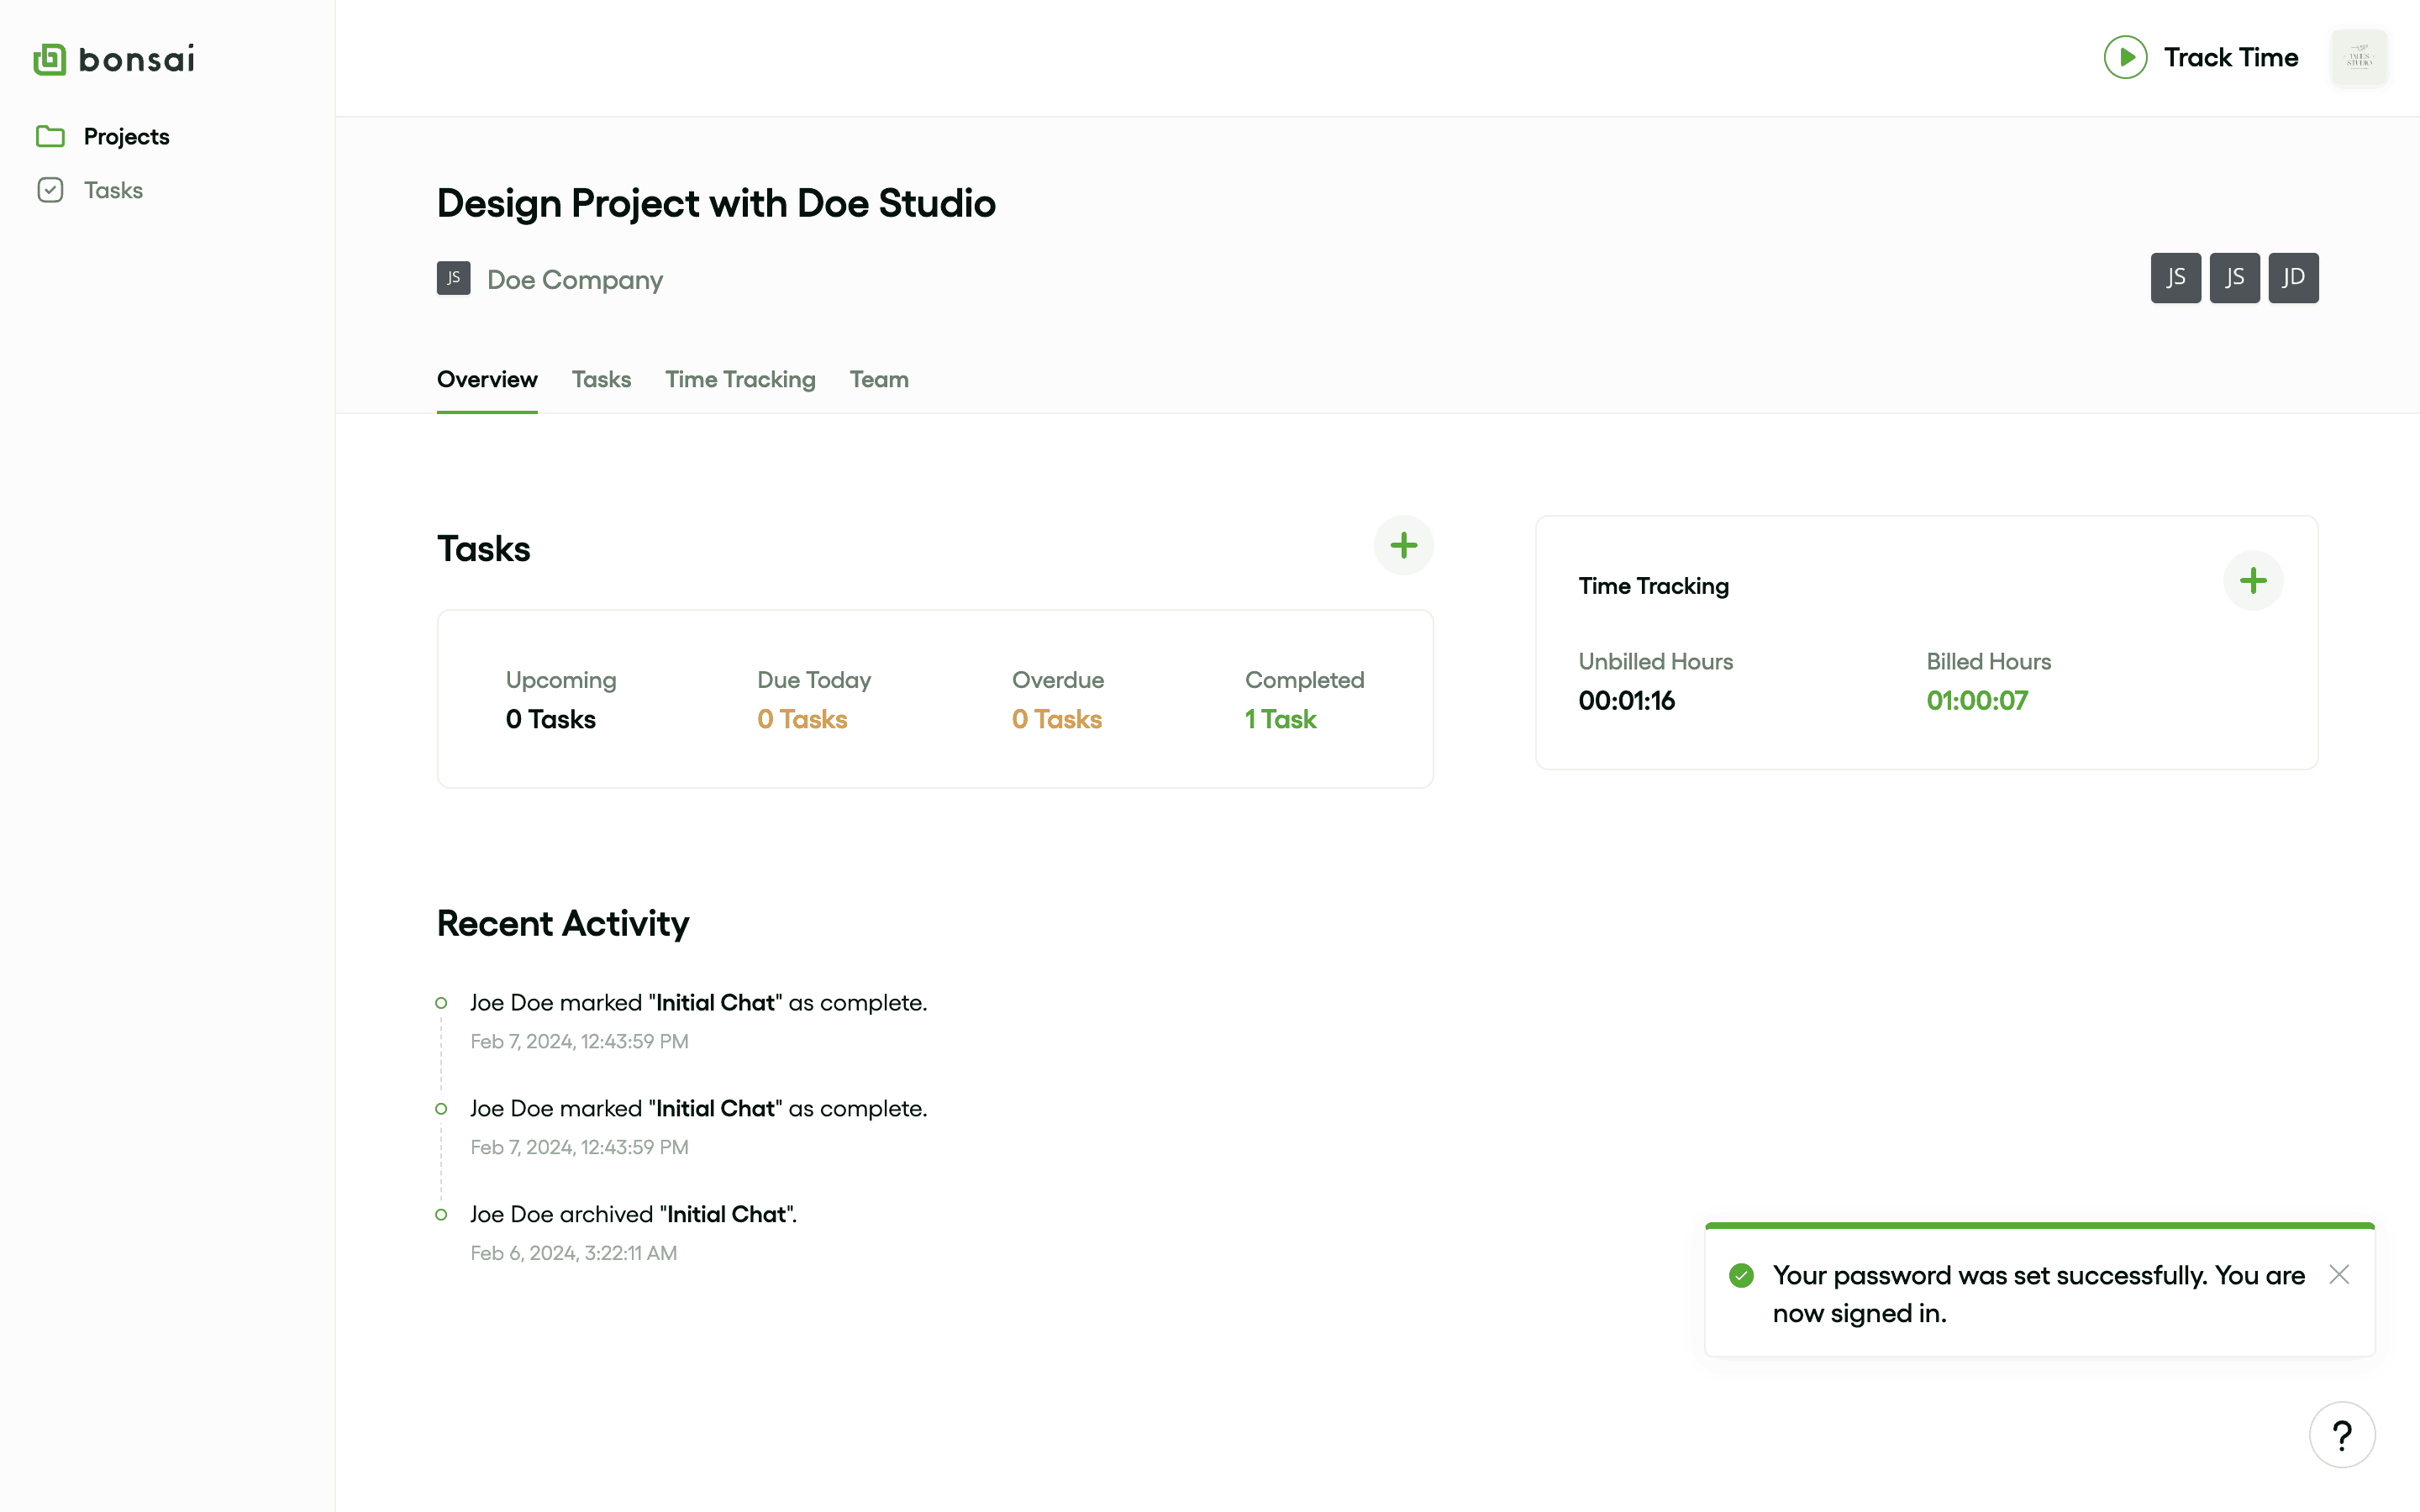 bonsai
Projects
Tasks
Track Time
STUDIO
Design Project with Doe Studio
JS
Doe Company
JS
JS
JD
Overview
Tasks
Time Tracking
Team
Tasks
Upcoming
Due Today
Overdue
Completed
0 Tasks
0 Tasks
0 Tasks
1 Task
Time Tracking
Unbilled Hours
Billed Hours
00:01:16
01:00:07
Recent Activity
Joe Doe marked "Initial Chat" as complete.
Feb 7, 2024, 12:43:59 PM
Joe Doe marked "Initial Chat" as complete.
Feb 7, 2024, 12:43:59 PM
Joe Doe archived "Initial Chat".
Feb 6, 2024, 3:22:11 AM
Your password was set successfully. You are
now signed in.
?